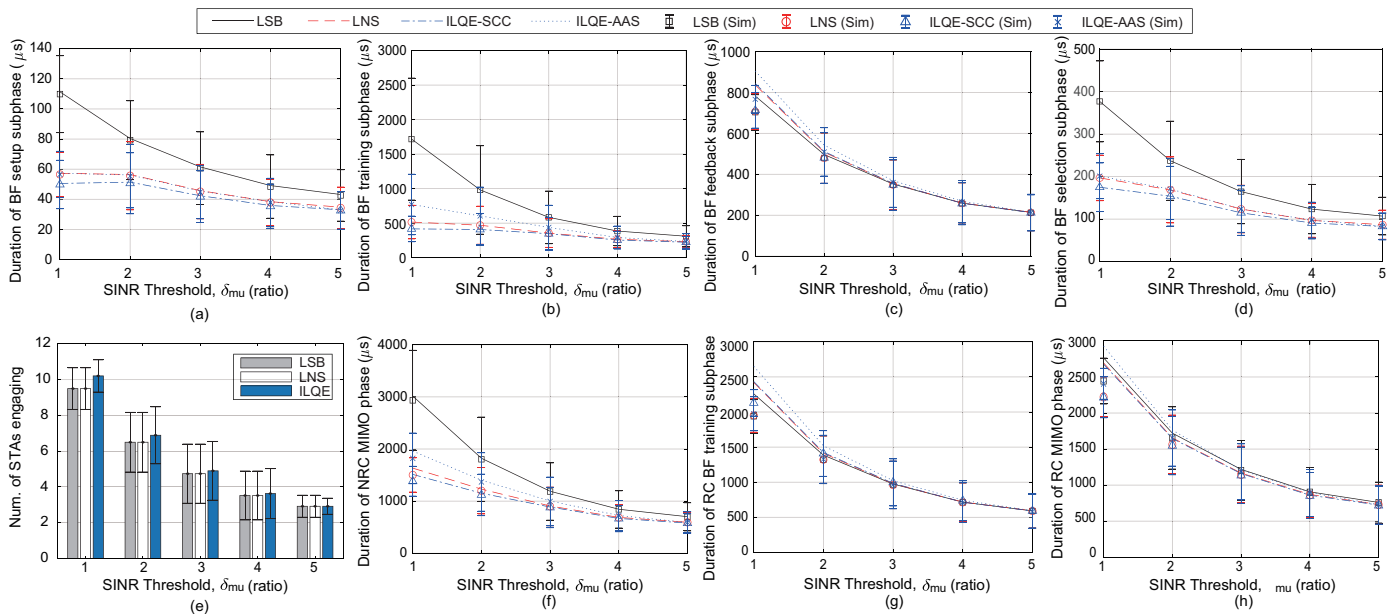 LSB LNS ILQE-SCC ILQE-AAS LSB (Sim) LNS (Sim) ILQE-SCC (Sim) ILQE-AAS (Sim)
Duration of BF setup subphase (μs)
140
120
100
80
60
40
20
0
1 2 3 4 5
SINR Threshold, δmu (ratio)
(a)
Duration of BF training subphase (μs)
3000
2500
2000
1500
1000
500
0
1 2 3 4 5
SINR Threshold, δmu (ratio)
(b)
Duration of BF feedback subphase (μs)
1000
800
600
400
200
0
1 2 3 4 5
SINR Threshold, δmu (ratio)
(c)
Duration of BF selection subphase (μs)
500
400
300
200
100
0
1 2 3 4 5
SINR Threshold, δmu (ratio)
(d)
Num. of STAs engaging
12
10
8
6
4
2
0
LSB
LNS
ILQE
1 2 3 4 5
SINR Threshold, δmu (ratio)
(e)
Duration of NRC MIMO phase (μs)
4000
3000
2000
1000
0
1 2 3 4 5
SINR Threshold, δmu (ratio)
(f)
Duration of RC BF training subphase
3000
2500
2000
1500
1000
500
0
1 2 3 4 5
SINR Threshold, δmu (ratio)
(g)
Duration of RC MIMO phase (μs)
3000
2500
2000
1500
1000
500
0
1 2 3 4 5
SINR Threshold, mu (ratio)
(h)